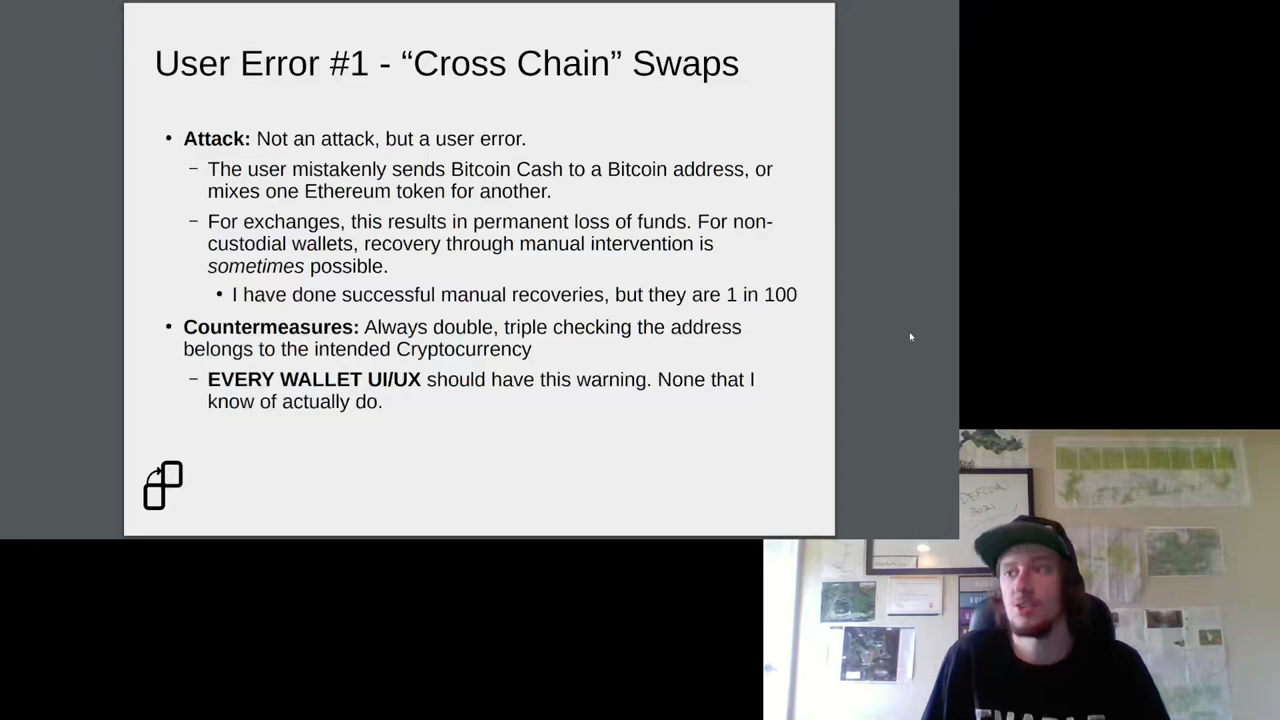 User Error #1 - “Cross Chain” Swaps
• Attack: Not an attack, but a user error.
– The user mistakenly sends Bitcoin Cash to a Bitcoin address, or
mixes one Ethereum token for another.
– For exchanges, this results in permanent loss of funds. For non-
custodial wallets, recovery through manual intervention is
sometimes possible.
• I have done successful manual recoveries, but they are 1 in 100
• Countermeasures: Always double, triple checking the address
belongs to the intended Cryptocurrency
– EVERY WALLET UI/UX should have this warning. None that I
know of actually do.